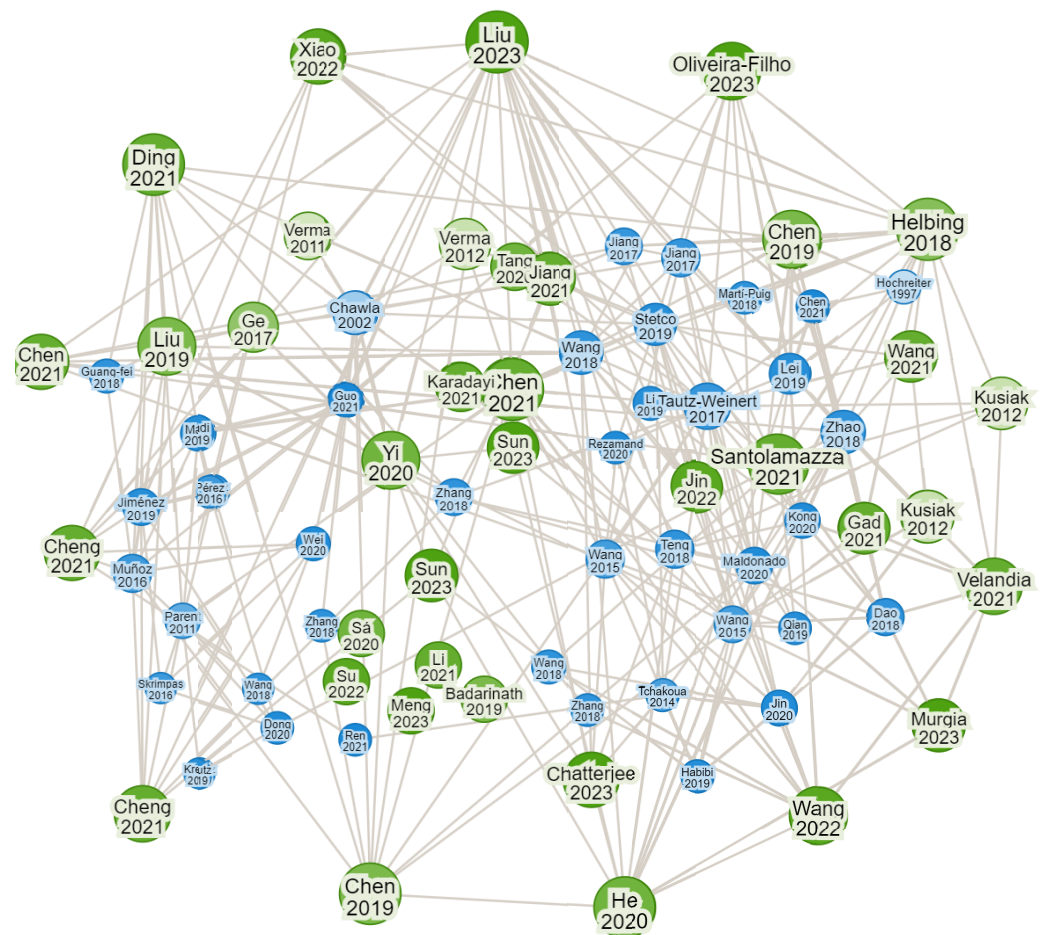 Liu
2023
Xiao
2022
Oliveira-Filho
2023
Ding
2021
Helbing
2018
Verma
2011
Verma
2012
Chen
2019
Jiang
2017
Jiang
2017
Tang
2020
Jiang
2021
Hochreiter
1997
Martí-Puig
2018
Chen
2021
Chawla
2002
Stetco
2019
Ge
2017
Liu
2019
Chen
2021
Guang-fei
2018
Wang
2018
Wang
2021
Lei
2019
Karadayi
2021
Chen
2021
Guo
2021
Li
2019
Tautz-Weinert
2017
Kusiak
2012
Zhao
2018
2019
Sun
2023
Rezamand
2020
Yi
2020
Santolamazza
2021
Jin
2022
Pérez
2016
Zhang
2018
Jiménez
2019
Kong
2020
Kusiak
2012
Gad
2021
Cheng
2021
Wei
2020
Teng
2018
Wang
2015
Maldonado
2020
Muñoz
2016
Sun
2023
Velandia
2021
Parent
2011
Zhang
2018
Sá
2020
Wang
2015
Qian
2019
Dao
2018
Li
2021
Wang
2018
Su
2022
Skrimpas
2016
Wang
2018
Badarinath
2019
Tchakoua
2014
Meng
2023
Zhang
2018
Jin
2020
Murgia
2023
Dong
2020
Ren
2021
Kreutz
2019
Chatterjee
2023
Habibi
2019
Cheng
2021
Wang
2022
Chen
2019
He
2020